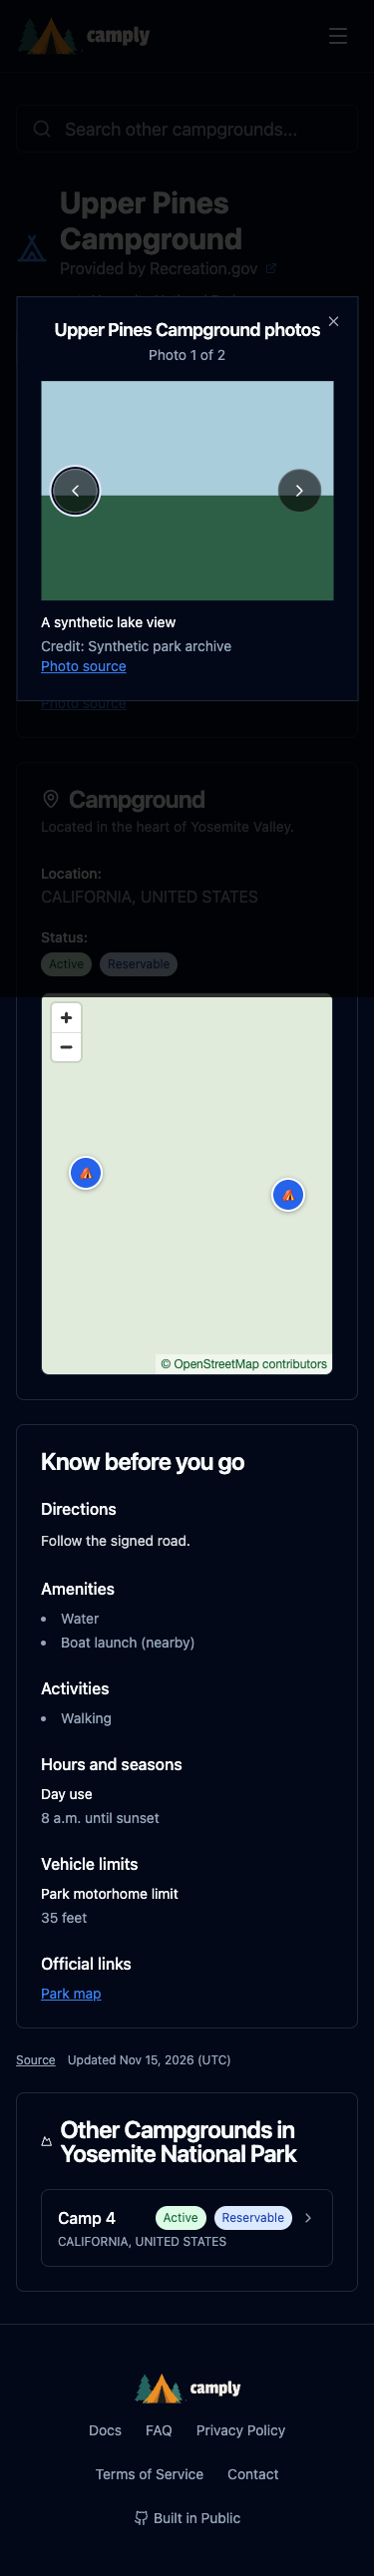 camply
Search other campgrounds...
Upper Pines
Campground
Provided by Recreation.gov
Upper Pines Campground photos
Photo 1 of 2
A synthetic lake view
Credit: Synthetic park archive
Photo source
Photo source
Campground
Located in the heart of Yosemite Valley.
Location:
CALIFORNIA, UNITED STATES
Status:
Active Reservable
+
−
© OpenStreetMap contributors
Know before you go
Directions
Follow the signed road.
Amenities
• Water
• Boat launch (nearby)
Activities
• Walking
Hours and seasons
Day use
8 a.m. until sunset
Vehicle limits
Park motorhome limit
35 feet
Official links
Park map
Source Updated Nov 15, 2026 (UTC)
Other Campgrounds in
Yosemite National Park
Camp 4 Active Reservable
CALIFORNIA, UNITED STATES
camply
Docs FAQ Privacy Policy
Terms of Service Contact
Built in Public